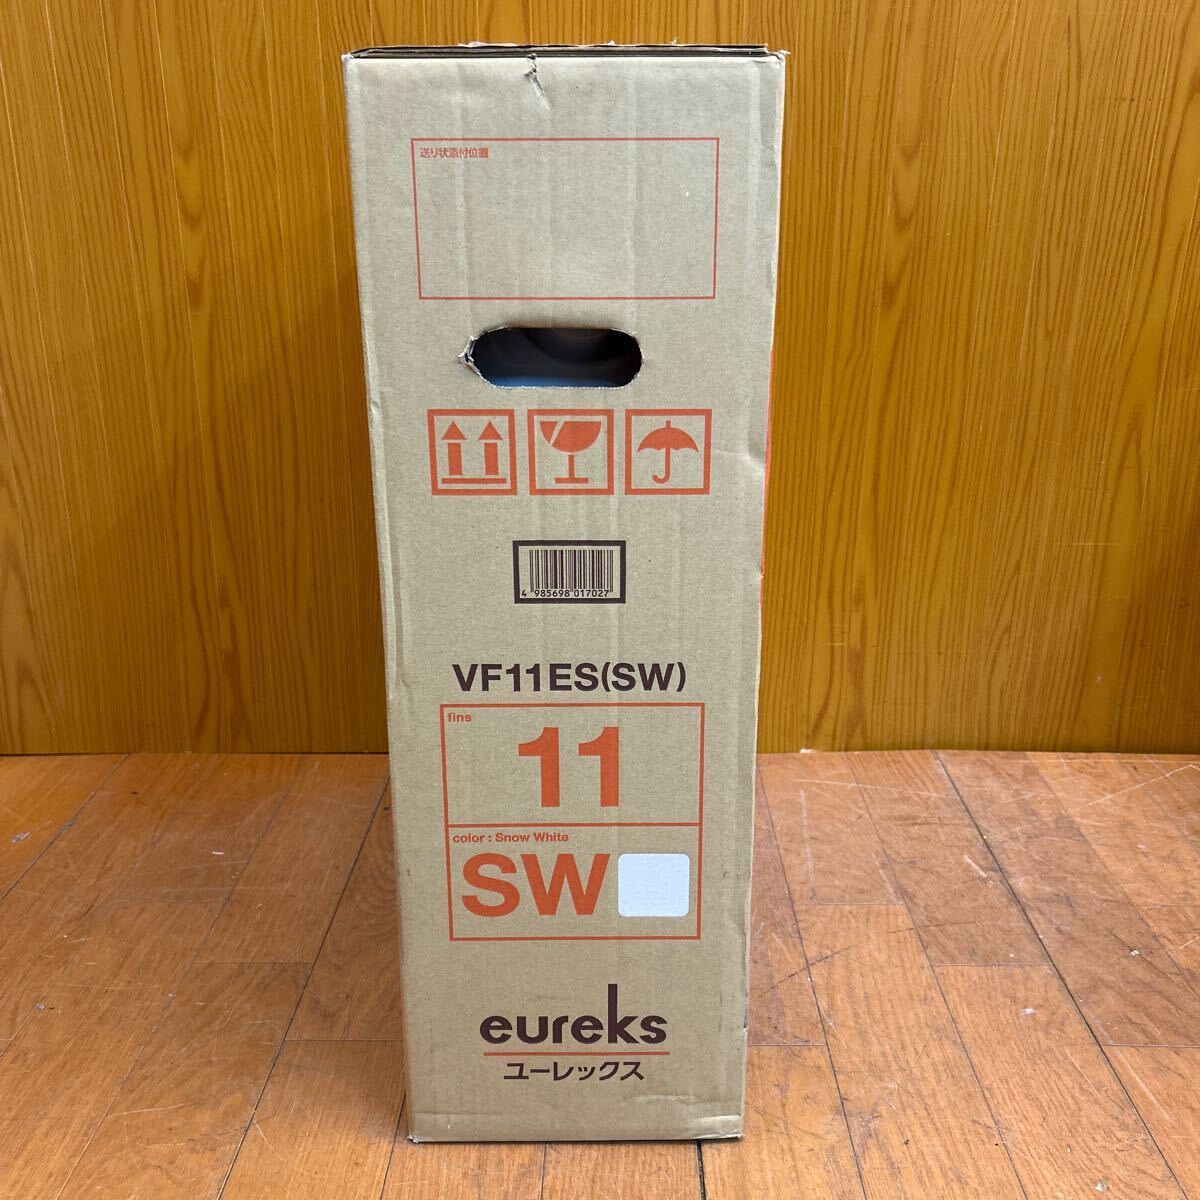 送り状添付位置
4 985698 017027
VF11ES(SW)
fins
11
color : Snow White
SW
eureks
ユーレックス